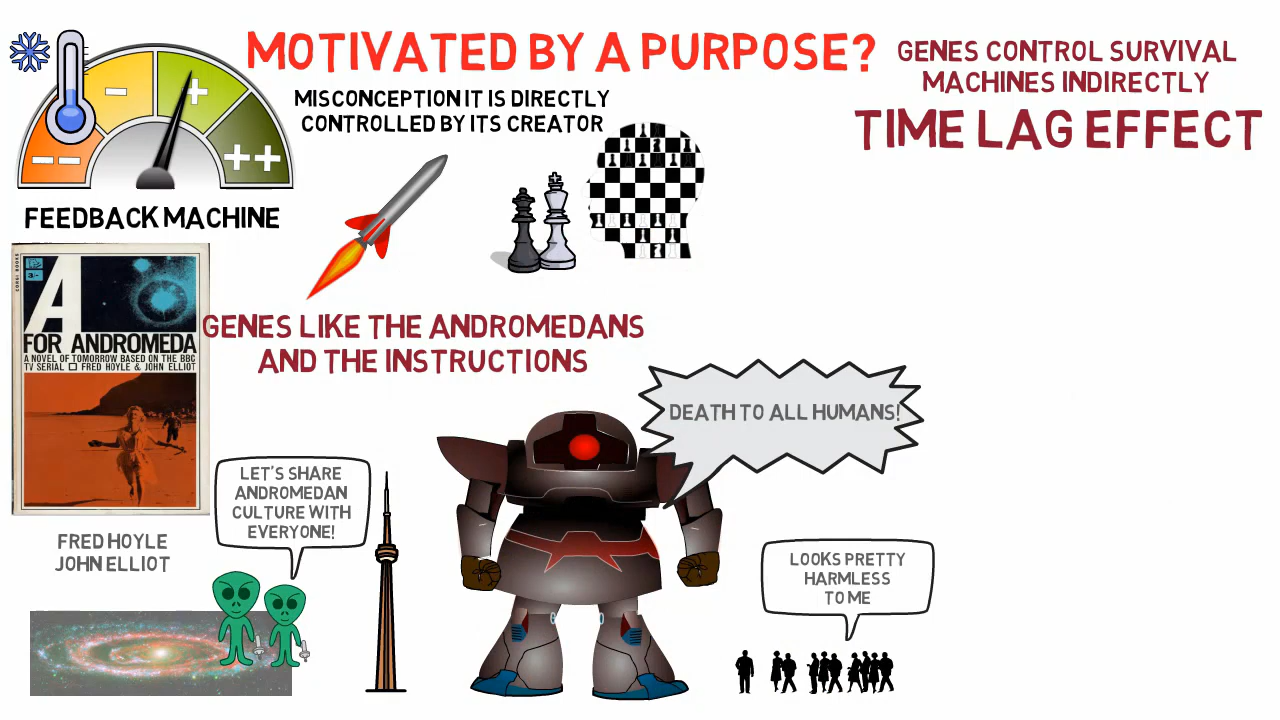 MOTIVATED BY A PURPOSE?
MISCONCEPTION IT IS DIRECTLY
CONTROLLED BY ITS CREATOR
GENES CONTROL SURVIVAL
MACHINES INDIRECTLY
TIME LAG EFFECT
-- - + ++
FEEDBACK MACHINE
CORGI BOOKS
3/-
A
FOR ANDROMEDA
A NOVEL OF TOMORROW BASED ON THE BBC
TV SERIAL FRED HOYLE & JOHN ELLIOT
FRED HOYLE
JOHN ELLIOT
GENES LIKE THE ANDROMEDANS
AND THE INSTRUCTIONS
LET'S SHARE
ANDROMEDAN
CULTURE WITH
EVERYONE!
DEATH TO ALL HUMANS!
LOOKS PRETTY
HARMLESS
TO ME